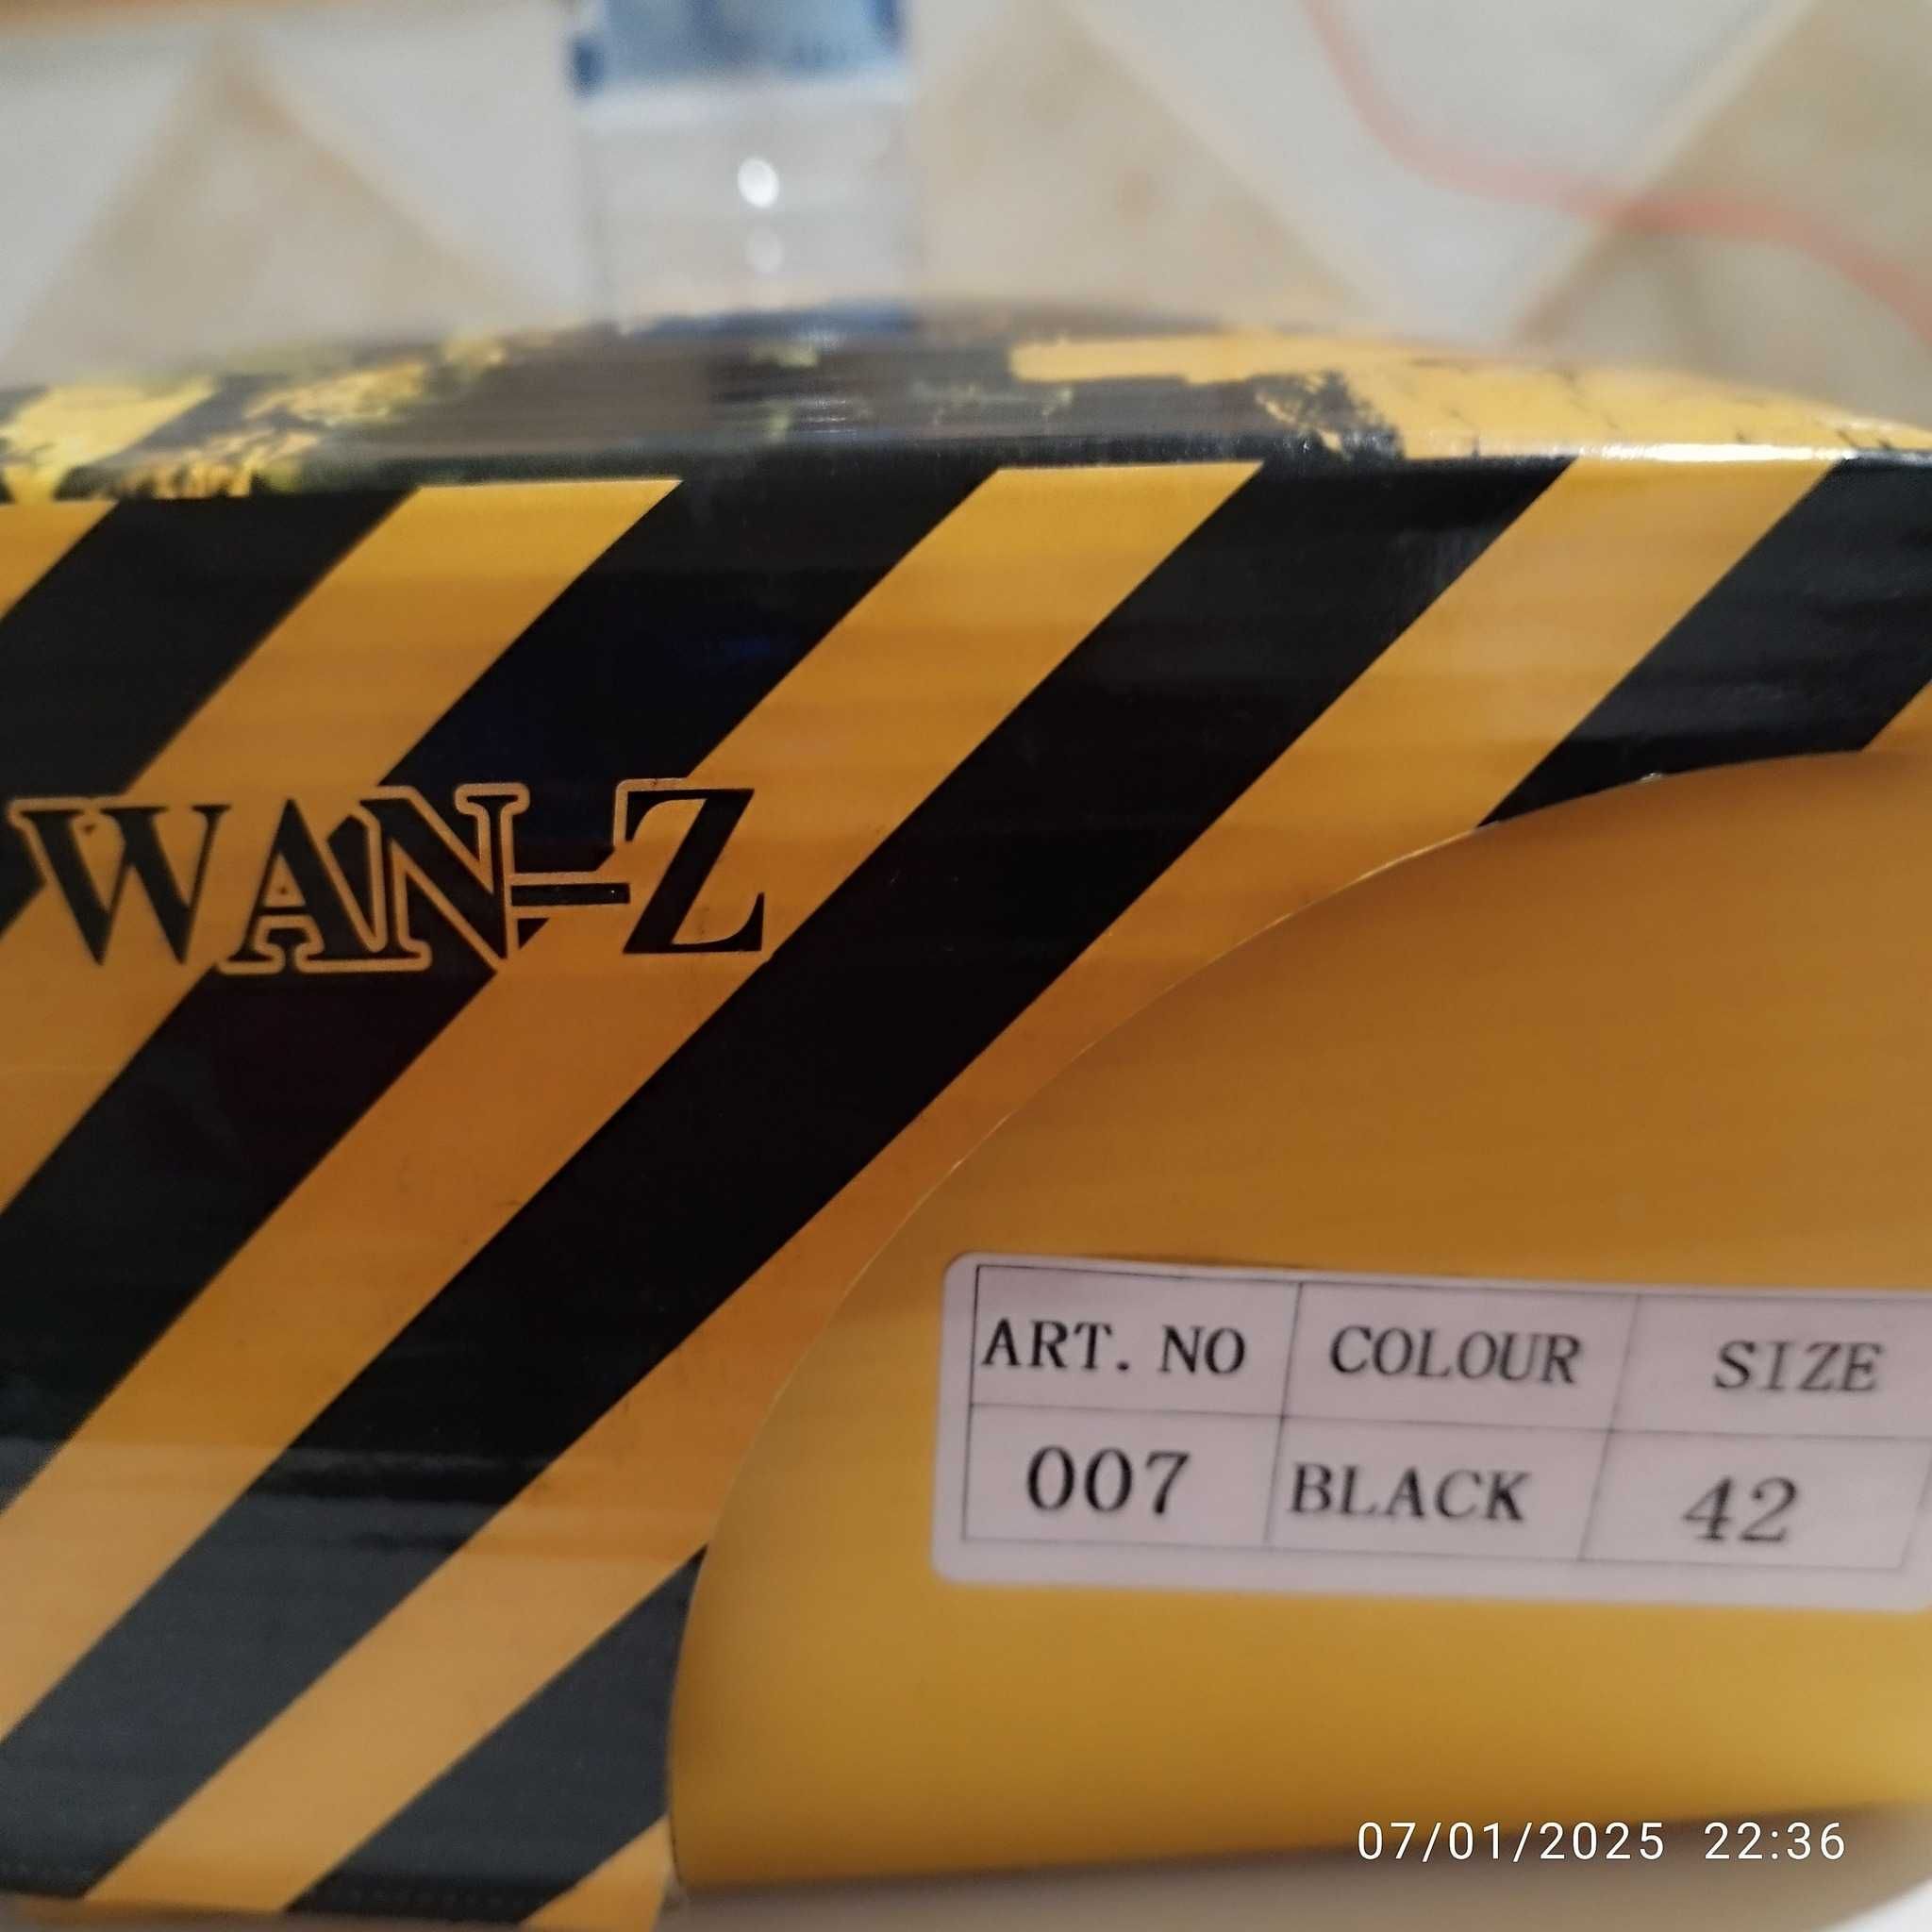 WAN-Z
ART. NO COLOUR SIZE
007 BLACK 42
07/01/2025 22:36